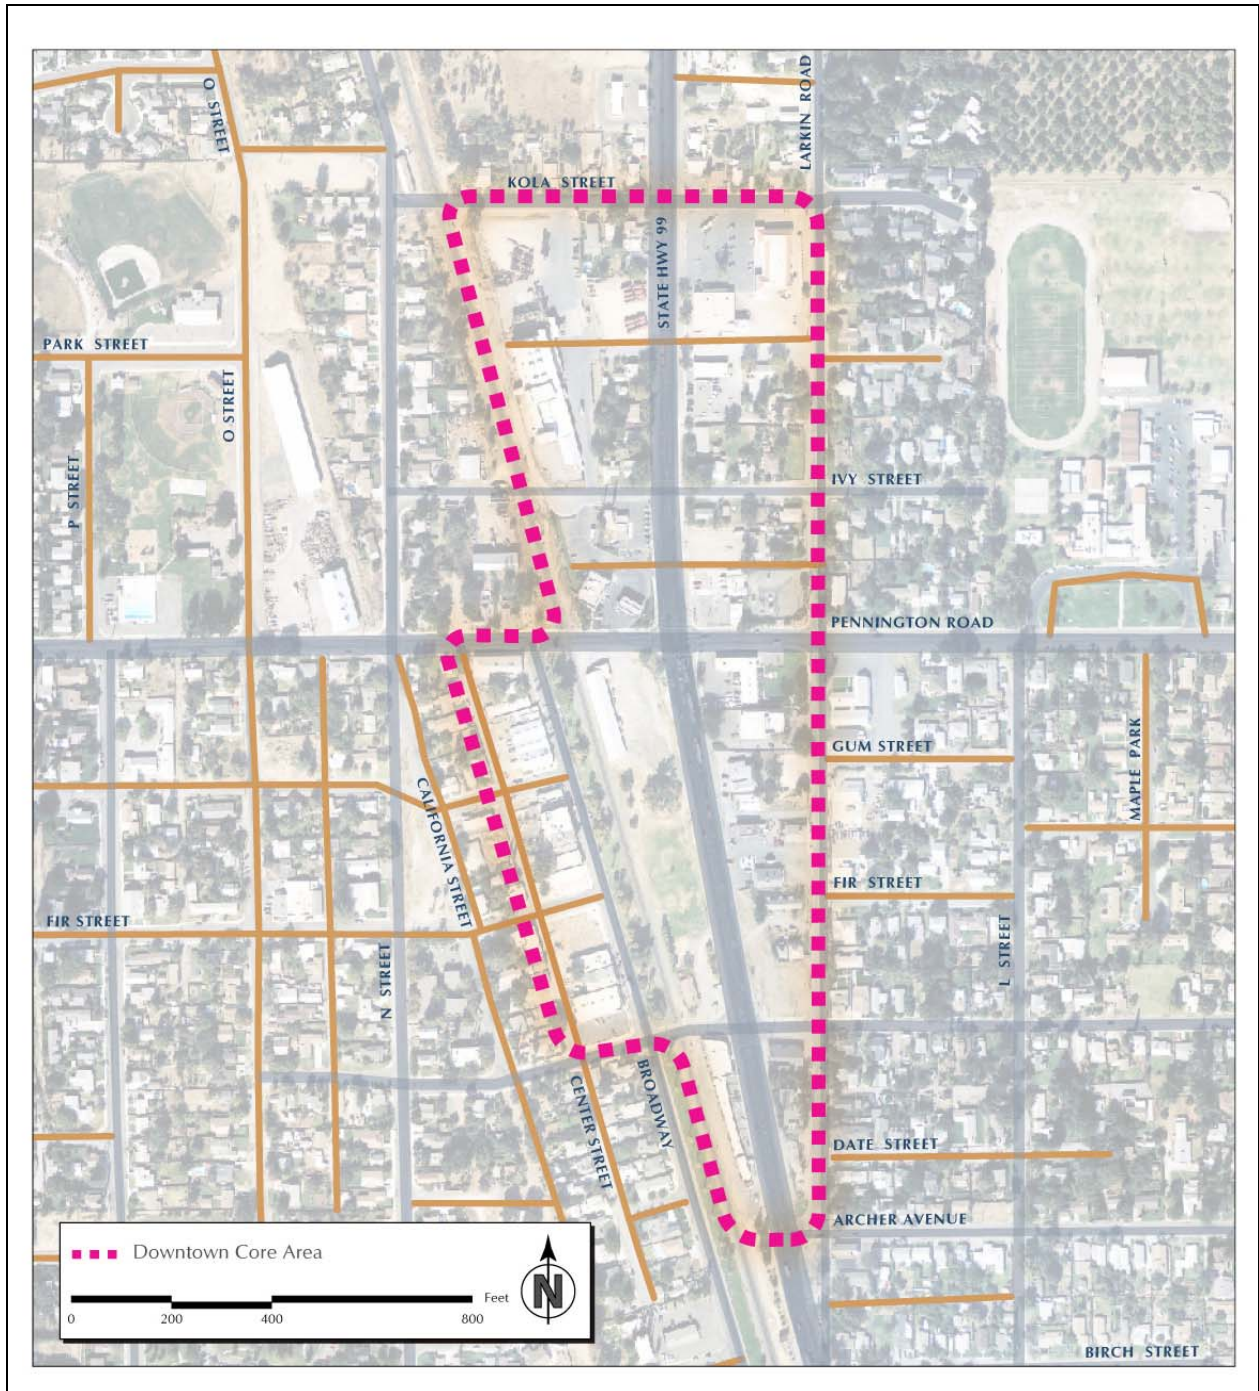 O STREET
LARKIN ROAD
KOLA STREET
STATE HWY 99
PARK STREET
O STREET
P STREET
IVY STREET
PENNINGTON ROAD
GUM STREET
MAPLE PARK
CALIFORNIA STREET
FIR STREET
FIR STREET
L STREET
N STREET
CENTER STREET
BROADWAY
DATE STREET
ARCHER AVENUE
Downtown Core Area
N
Feet
0 200 400 800
BIRCH STREET